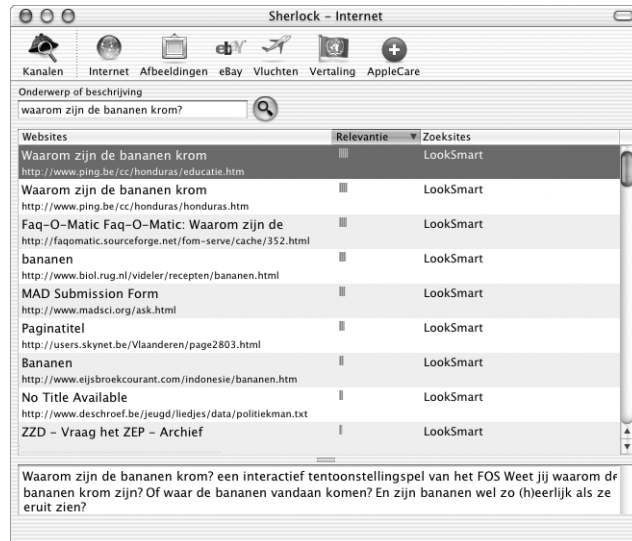 Sherlock – Internet
ebY
Kanalen Internet Afbeeldingen eBay Vluchten Vertaling AppleCare
Onderwerp of beschrijving
waarom zijn de bananen krom?
Websites Relevantie Zoeksites
Waarom zijn de bananen krom LookSmart
http://www.ping.be/cc/honduras/educatie.htm
Waarom zijn de bananen krom LookSmart
http://www.ping.be/cc/honduras/honduras.htm
Faq-O-Matic Faq-O-Matic: Waarom zijn de LookSmart
http://faqomatic.sourceforge.net/fom-serve/cache/352.html
bananen LookSmart
http://www.biol.rug.nl/videler/recepten/bananen.html
MAD Submission Form LookSmart
http://www.madsci.org/ask.html
Paginatitel LookSmart
http://users.skynet.be/Vlaanderen/page2803.html
Bananen LookSmart
http://www.eijsbroekcourant.com/indonesie/bananen.htm
No Title Available LookSmart
http://www.deschroef.be/jeugd/liedjes/data/politiekman.txt
ZZD – Vraag het ZEP – Archief LookSmart
Waarom zijn de bananen krom? een interactief tentoonstellingspel van het FOS Weet jij waarom de
bananen krom zijn? Of waar de bananen vandaan komen? En zijn bananen wel zo (h)eerlijk als ze
eruit zien?